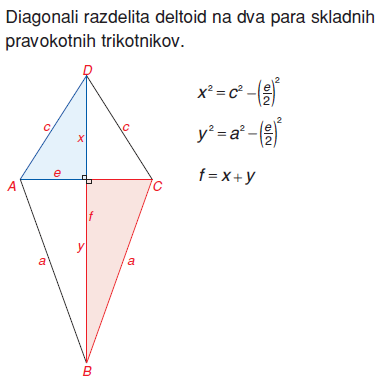 Diagonali razdelita deltoid na dva para skladnih
pravokotnih trikotnikov.
D
c
x
c
x² = c² − (e/2)²
y² = a² − (e/2)²
e
f = x + y
A
C
f
y
a
a
B